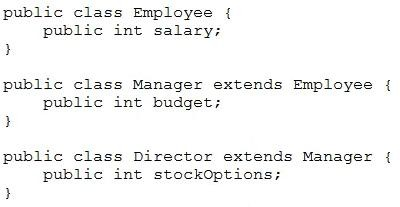 public class Employee {
    public int salary;
}
public class Manager extends Employee {
    public int budget;
}
public class Director extends Manager {
    public int stockOptions;
}